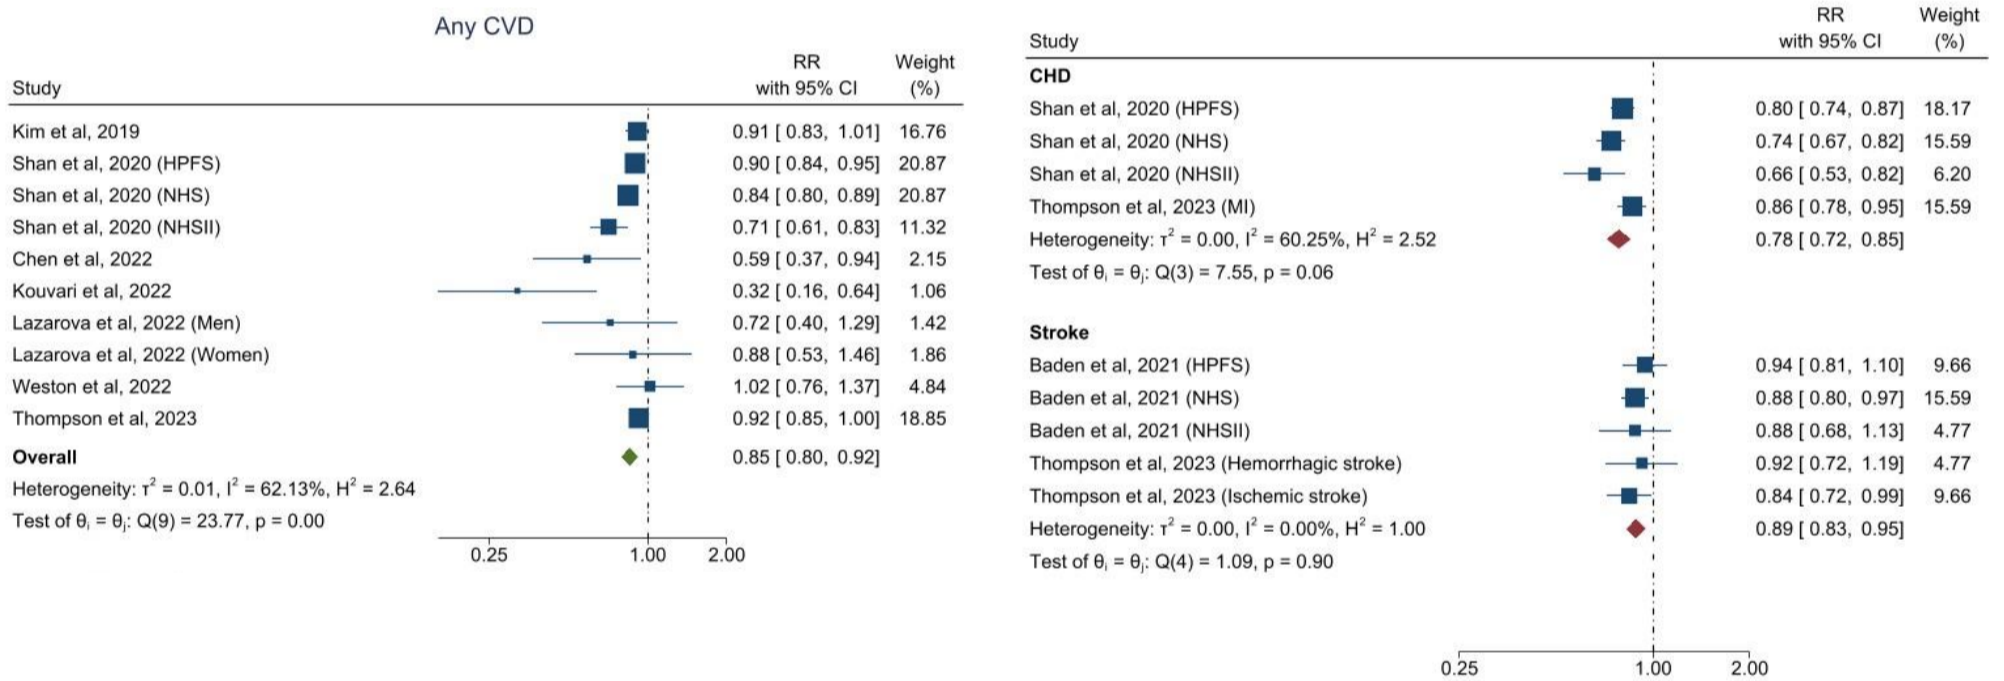 Any CVD
RR Weight
Study with 95% CI (%)
Kim et al, 2019 0.91 [ 0.83, 1.01] 16.76
Shan et al, 2020 (HPFS) 0.90 [ 0.84, 0.95] 20.87
Shan et al, 2020 (NHS) 0.84 [ 0.80, 0.89] 20.87
Shan et al, 2020 (NHSII) 0.71 [ 0.61, 0.83] 11.32
Chen et al, 2022 0.59 [ 0.37, 0.94] 2.15
Kouvari et al, 2022 0.32 [ 0.16, 0.64] 1.06
Lazarova et al, 2022 (Men) 0.72 [ 0.40, 1.29] 1.42
Lazarova et al, 2022 (Women) 0.88 [ 0.53, 1.46] 1.86
Weston et al, 2022 1.02 [ 0.76, 1.37] 4.84
Thompson et al, 2023 0.92 [ 0.85, 1.00] 18.85
Overall 0.85 [ 0.80, 0.92]
Heterogeneity: τ² = 0.01, I² = 62.13%, H² = 2.64
Test of θᵢ = θⱼ: Q(9) = 23.77, p = 0.00
0.25 1.00 2.00
RR Weight
Study with 95% CI (%)
CHD
Shan et al, 2020 (HPFS) 0.80 [ 0.74, 0.87] 18.17
Shan et al, 2020 (NHS) 0.74 [ 0.67, 0.82] 15.59
Shan et al, 2020 (NHSII) 0.66 [ 0.53, 0.82] 6.20
Thompson et al, 2023 (MI) 0.86 [ 0.78, 0.95] 15.59
Heterogeneity: τ² = 0.00, I² = 60.25%, H² = 2.52 0.78 [ 0.72, 0.85]
Test of θᵢ = θⱼ: Q(3) = 7.55, p = 0.06
Stroke
Baden et al, 2021 (HPFS) 0.94 [ 0.81, 1.10] 9.66
Baden et al, 2021 (NHS) 0.88 [ 0.80, 0.97] 15.59
Baden et al, 2021 (NHSII) 0.88 [ 0.68, 1.13] 4.77
Thompson et al, 2023 (Hemorrhagic stroke) 0.92 [ 0.72, 1.19] 4.77
Thompson et al, 2023 (Ischemic stroke) 0.84 [ 0.72, 0.99] 9.66
Heterogeneity: τ² = 0.00, I² = 0.00%, H² = 1.00 0.89 [ 0.83, 0.95]
Test of θᵢ = θⱼ: Q(4) = 1.09, p = 0.90
0.25 1.00 2.00